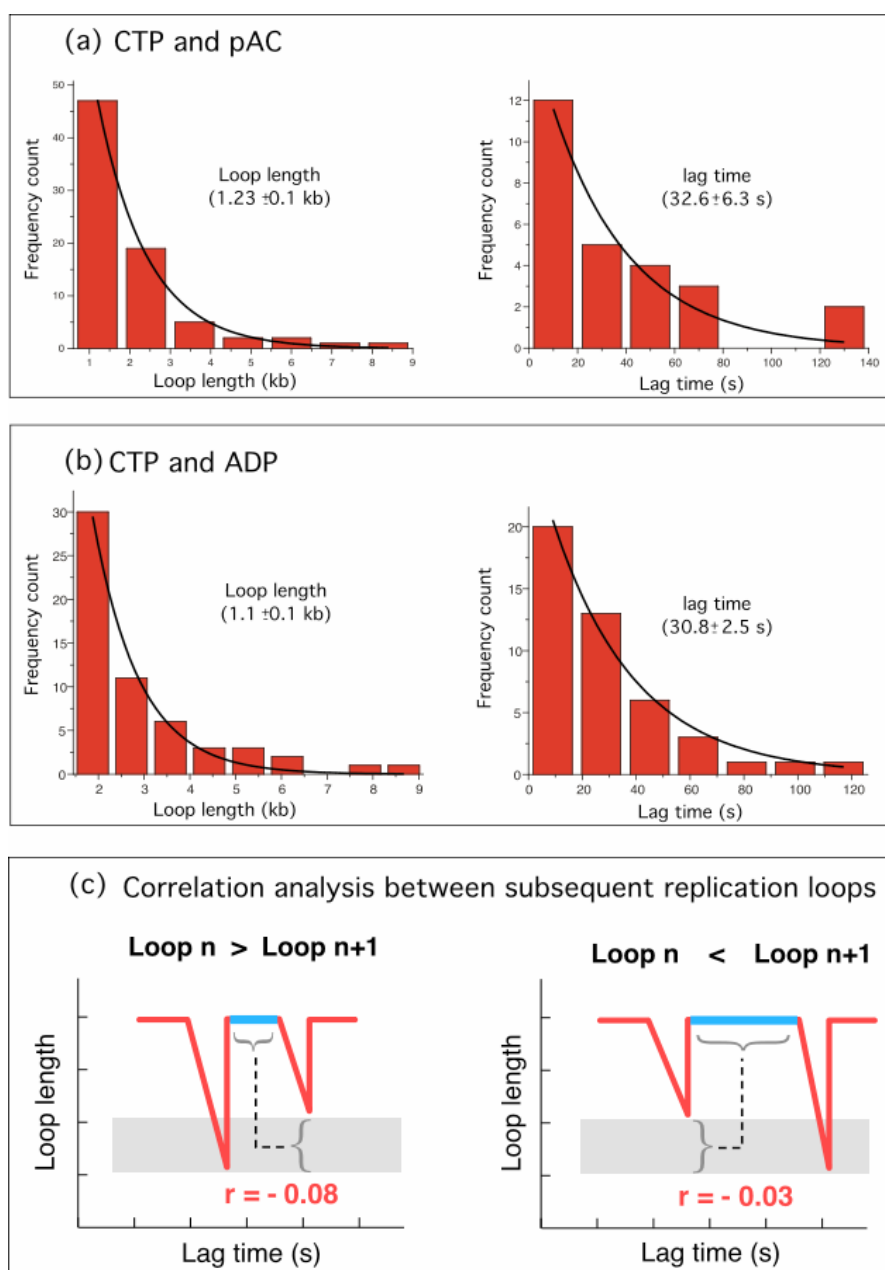 (a) CTP and pAC
Frequency count
50
40
30
20
10
0
Loop length
(1.23 ±0.1 kb)
1 2 3 4 5 6 7 8 9
Loop length (kb)
Frequency count
12
10
8
6
4
2
0
lag time
(32.6±6.3 s)
0 20 40 60 80 100 120 140
Lag time (s)
(b) CTP and ADP
Frequency count
30
25
20
15
10
5
0
Loop length
(1.1 ±0.1 kb)
2 3 4 5 6 7 8 9
Loop length (kb)
Frequency count
20
15
10
5
0
lag time
(30.8±2.5 s)
0 20 40 60 80 100 120
Lag time (s)
(c) Correlation analysis between subsequent replication loops
Loop n > Loop n+1
Loop length
r = - 0.08
Lag time (s)
Loop n < Loop n+1
Loop length
r = - 0.03
Lag time (s)